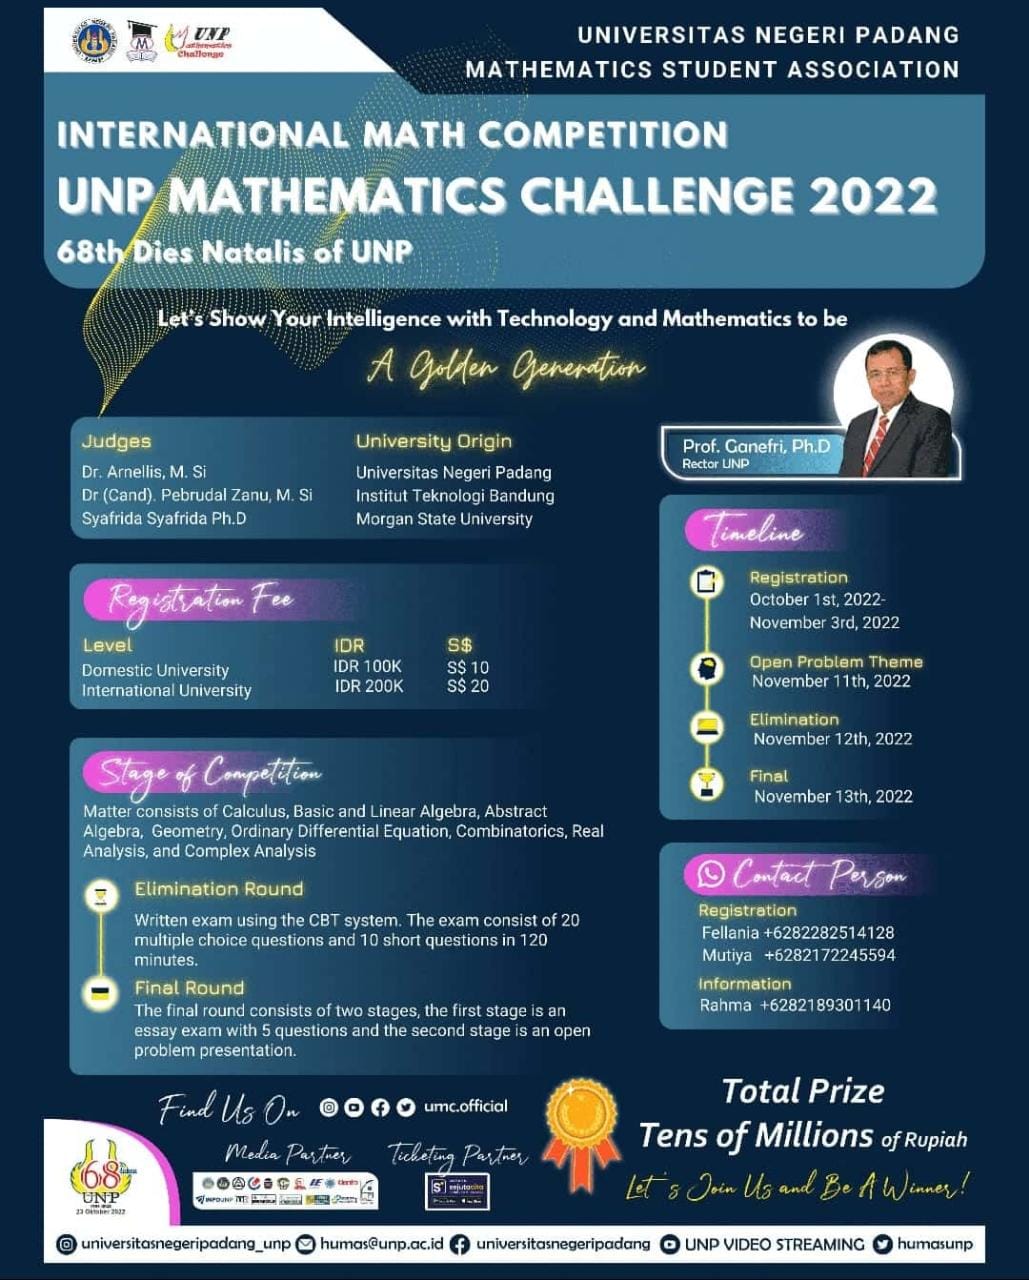 UNP
Mathematics
Challenge
UNIVERSITAS NEGERI PADANG
MATHEMATICS STUDENT ASSOCIATION
INTERNATIONAL MATH COMPETITION
UNP MATHEMATICS CHALLENGE 2022
68th Dies Natalis of UNP
Let's Show Your Intelligence with Technology and Mathematics to be
A Golden Generation
Prof. Ganefri, Ph.D
Rector UNP
Judges University Origin
Dr. Arnellis, M. Si Universitas Negeri Padang
Dr (Cand). Pebrudal Zanu, M. Si Institut Teknologi Bandung
Syafrida Syafrida Ph.D Morgan State University
Registration Fee
Level IDR S$
Domestic University IDR 100K S$ 10
International University IDR 200K S$ 20
Stage of Competition
Matter consists of Calculus, Basic and Linear Algebra, Abstract
Algebra, Geometry, Ordinary Differential Equation, Combinatorics, Real
Analysis, and Complex Analysis
Elimination Round
Written exam using the CBT system. The exam consist of 20
multiple choice questions and 10 short questions in 120
minutes.
Final Round
The final round consists of two stages, the first stage is an
essay exam with 5 questions and the second stage is an open
problem presentation.
Timeline
Registration
October 1st, 2022-
November 3rd, 2022
Open Problem Theme
November 11th, 2022
Elimination
November 12th, 2022
Final
November 13th, 2022
Contact Person
Registration
Fellania +6282282514128
Mutiya +6282172245594
Information
Rahma +6282189301140
Find Us On umc.official
Media Partner Ticketing Partner
Total Prize
Tens of Millions of Rupiah
Let's Join Us and Be A Winner!
68
UNP
23 Oktober 2022
INFOUNP
sejutacita
universitasnegeripadang_unp humas@unp.ac.id universitasnegeripadang UNP VIDEO STREAMING humasunp